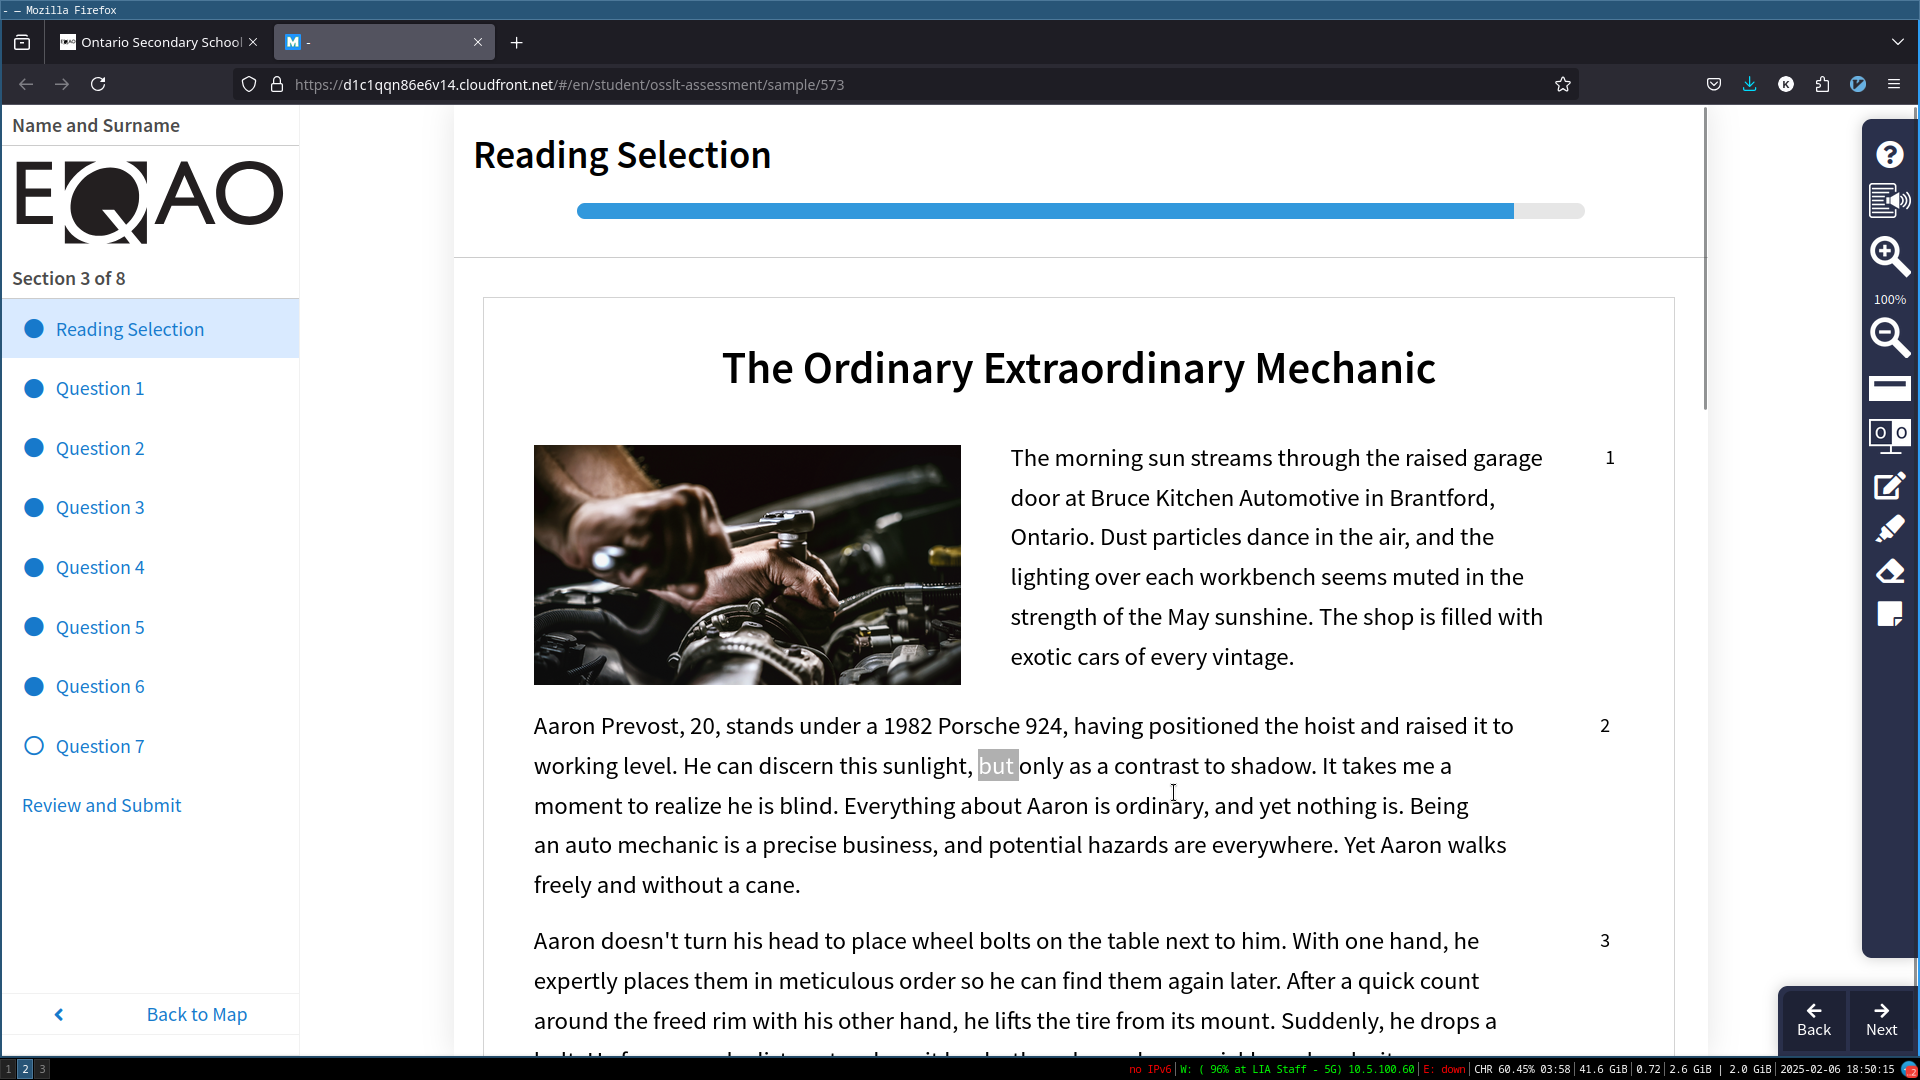 - — Mozilla Firefox
Ontario Secondary School
M -
https://d1c1qqn86e6v14.cloudfront.net/#/en/student/osslt-assessment/sample/573
Name and Surname
EQAO
Section 3 of 8
Reading Selection
Question 1
Question 2
Question 3
Question 4
Question 5
Question 6
Question 7
Review and Submit
Back to Map
Reading Selection
The Ordinary Extraordinary Mechanic
The morning sun streams through the raised garage 1
door at Bruce Kitchen Automotive in Brantford,
Ontario. Dust particles dance in the air, and the
lighting over each workbench seems muted in the
strength of the May sunshine. The shop is filled with
exotic cars of every vintage.
Aaron Prevost, 20, stands under a 1982 Porsche 924, having positioned the hoist and raised it to 2
working level. He can discern this sunlight, but only as a contrast to shadow. It takes me a
moment to realize he is blind. Everything about Aaron is ordinary, and yet nothing is. Being
an auto mechanic is a precise business, and potential hazards are everywhere. Yet Aaron walks
freely and without a cane.
Aaron doesn't turn his head to place wheel bolts on the table next to him. With one hand, he 3
expertly places them in meticulous order so he can find them again later. After a quick count
around the freed rim with his other hand, he lifts the tire from its mount. Suddenly, he drops a
100%
Back
Next
1 2 3
no IPv6 | W: ( 96% at LIA Staff - 5G) 10.5.100.60 | E: down | CHR 60.45% 03:58 | 41.6 GiB | 0.72 | 2.6 GiB | 2.0 GiB | 2025-02-06 18:50:15